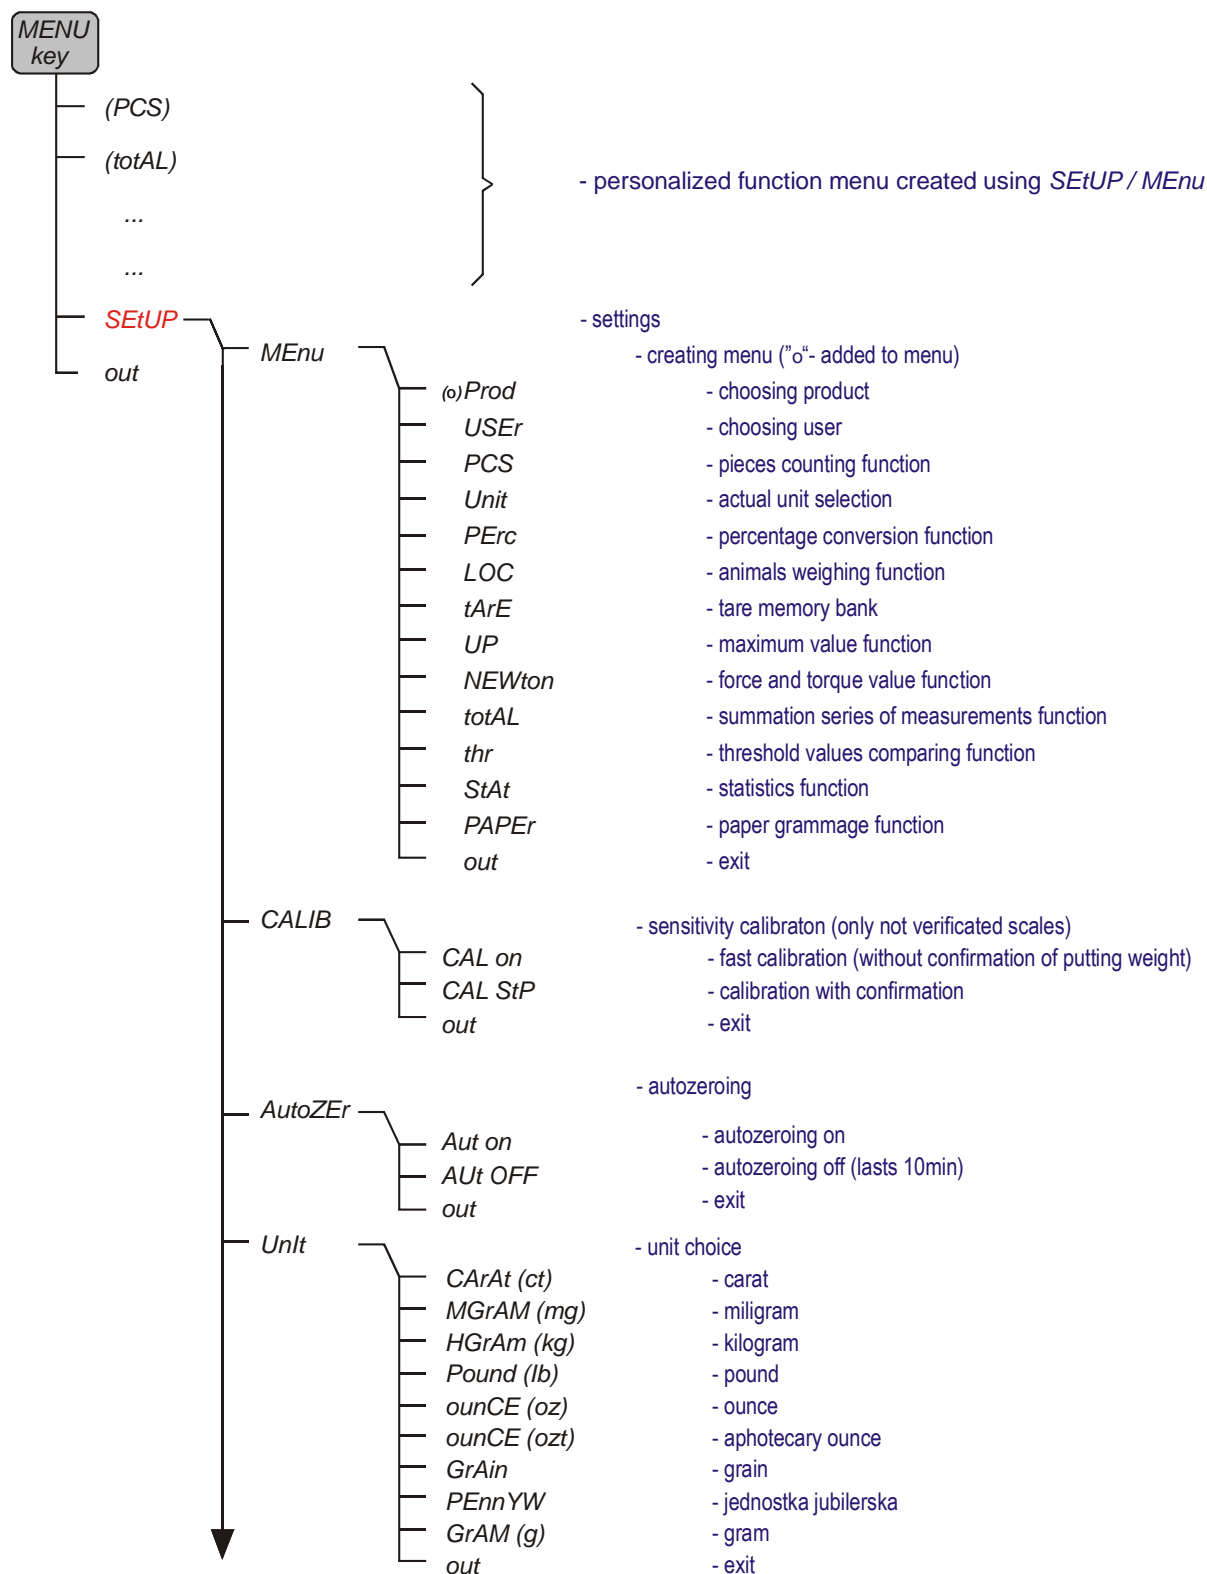 MENU
key
(PCS)
(totAL)
- personalized function menu created using SEtUP / MEnu
...
...
SEtUP - settings
MEnu - creating menu (”o“- added to menu)
out
(o)Prod - choosing product
USEr - choosing user
PCS - pieces counting function
Unit - actual unit selection
PErc - percentage conversion function
LOC - animals weighing function
tArE - tare memory bank
UP - maximum value function
NEWton - force and torque value function
totAL - summation series of measurements function
thr - threshold values comparing function
StAt - statistics function
PAPEr - paper grammage function
out - exit
CALIB - sensitivity calibraton (only not verificated scales)
CAL on - fast calibration (without confirmation of putting weight)
CAL StP - calibration with confirmation
out - exit
AutoZEr - autozeroing
Aut on - autozeroing on
AUt OFF - autozeroing off (lasts 10min)
out - exit
UnIt - unit choice
CArAt (ct) - carat
MGrAM (mg) - miligram
HGrAm (kg) - kilogram
Pound (lb) - pound
ounCE (oz) - ounce
ounCE (ozt) - aphotecary ounce
GrAin - grain
PEnnYW - jednostka jubilerska
GrAM (g) - gram
out - exit